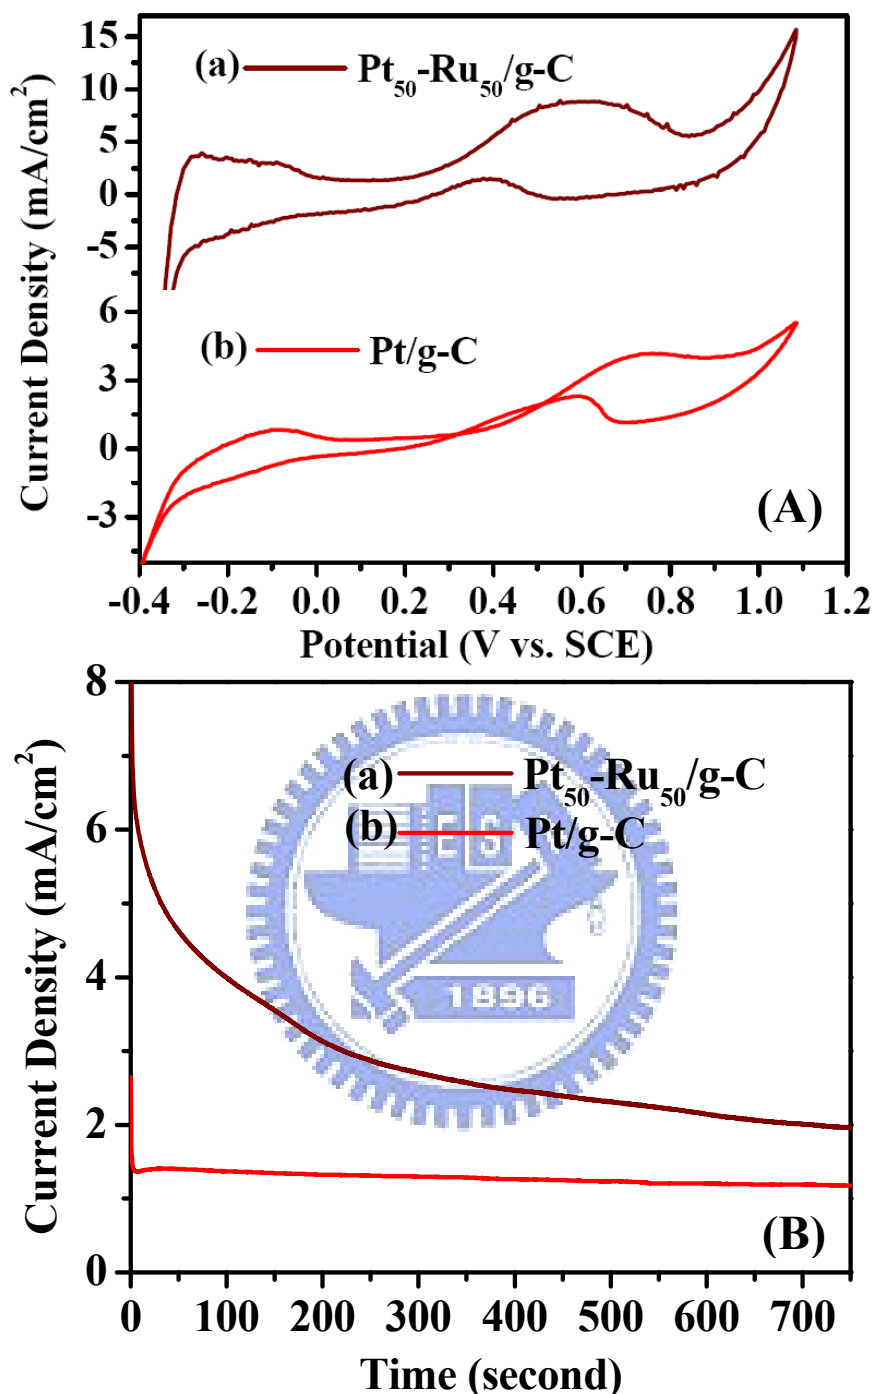 15
(a) Pt50-Ru50/g-C
10
5
0
-5
Current Density (mA/cm2)
6
(b) Pt/g-C
3
0
-3
(A)
-0.4 -0.2 0.0 0.2 0.4 0.6 0.8 1.0 1.2
Potential (V vs. SCE)
8
(a) Pt50-Ru50/g-C
(b) Pt/g-C
6
ES
4
1896
2
(B)
0
Current Density (mA/cm2)
0 100 200 300 400 500 600 700
Time (second)